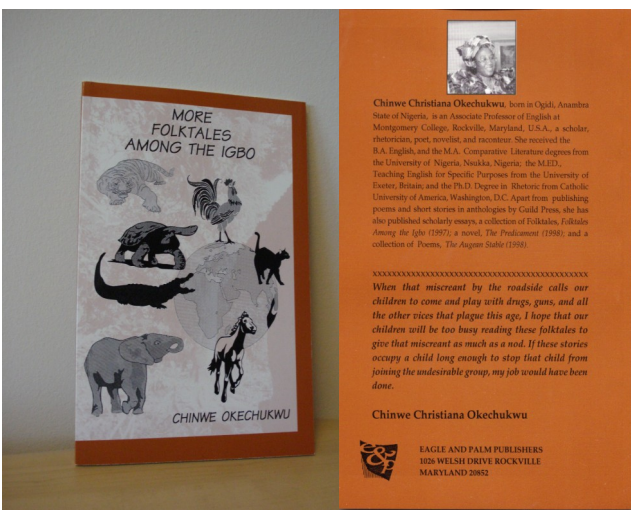 MORE
FOLKTALES
AMONG THE IGBO
CHINWE OKECHUKWU
Chinwe Christiana Okechukwu, born in Ogidi, Anambra
State of Nigeria, is an Associate Professor of English at
Montgomery College, Rockville, Maryland, U.S.A., a scholar,
rhetorician, poet, novelist, and raconteur. She received the
B.A. English, and the M.A. Comparative Literature degrees from
the University of Nigeria, Nsukka, Nigeria; the M.ED.,
Teaching English for Specific Purposes from the University of
Exeter, Britain; and the Ph.D. Degree in Rhetoric from Catholic
University of America, Washington, D.C. Apart from publishing
poems and short stories in anthologies by Guild Press, she has
also published scholarly essays, a collection of Folktales, Folktales
Among the Igbo (1997); a novel, The Predicament (1998); and a
collection of Poems, The Augean Stable (1998).
xxxxxxxxxxxxxxxxxxxxxxxxxxxxxxxxxxxxxxxxxxx
When that miscreant by the roadside calls our
children to come and play with drugs, guns, and all
the other vices that plague this age, I hope that our
children will be too busy reading these folktales to
give that miscreant as much as a nod. If these stories
occupy a child long enough to stop that child from
joining the undesirable group, my job would have been
done.
Chinwe Christiana Okechukwu
e&p
EAGLE AND PALM PUBLISHERS
1026 WELSH DRIVE ROCKVILLE
MARYLAND 20852